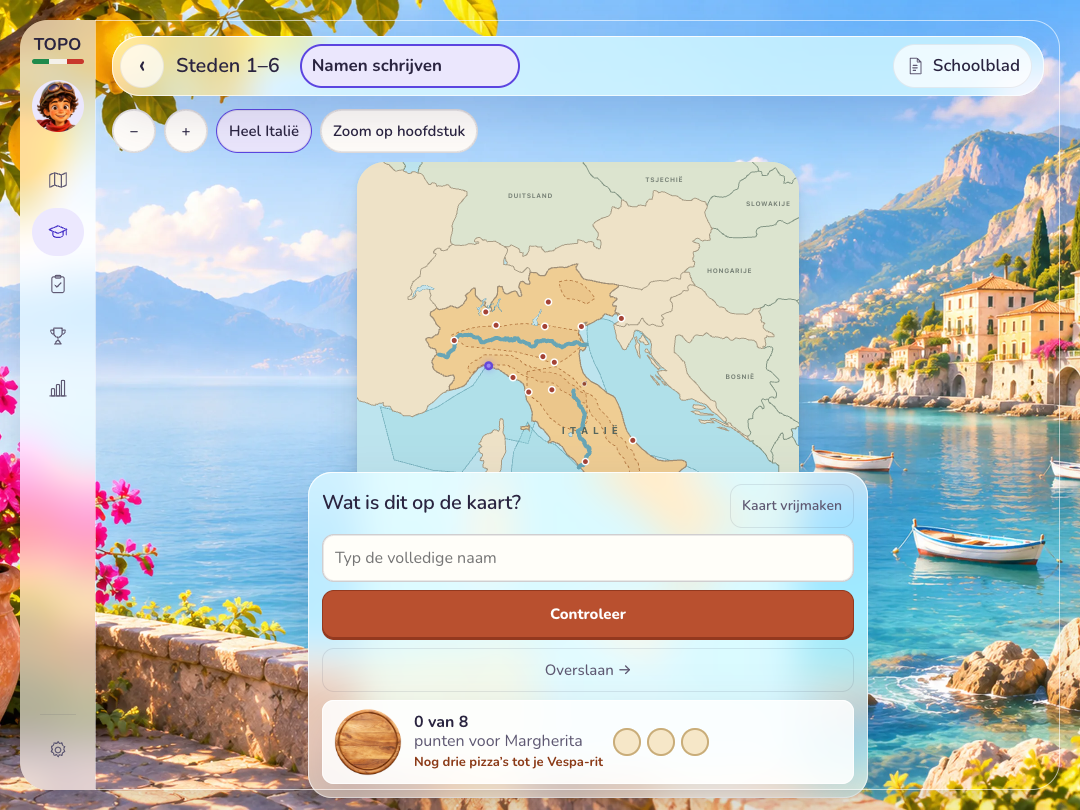 TOPO
‹
Steden 1–6
Namen schrijven
Schoolblad
−
+
Heel Italië
Zoom op hoofdstuk
DUITSLAND
TSJECHIË
SLOWAKIJE
HONGARIJE
BOSNIË
ITALIË
Wat is dit op de kaart?
Kaart vrijmaken
Typ de volledige naam
Controleer
Overslaan →
0 van 8
punten voor Margherita
Nog drie pizza's tot je Vespa-rit